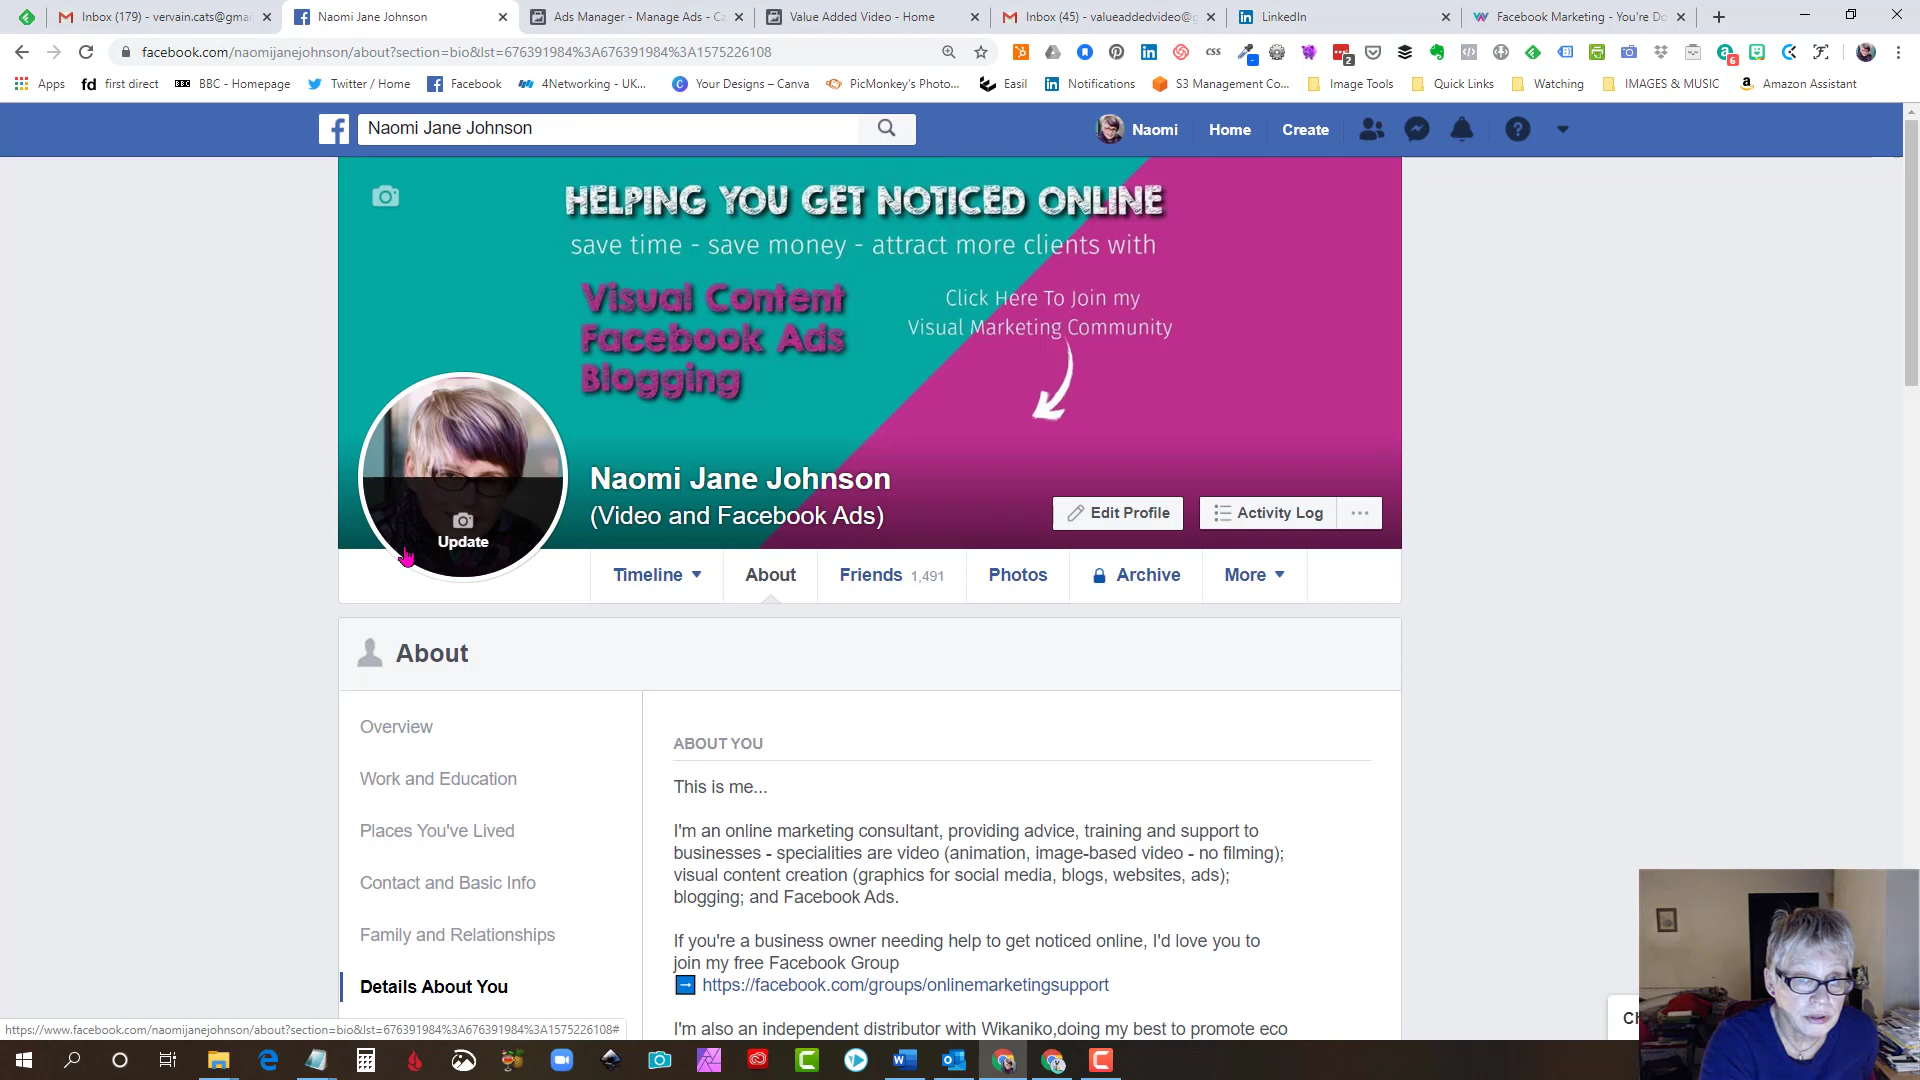 Inbox (179) - vervain.cats@gmai
Naomi Jane Johnson
Ads Manager - Manage Ads - C
Value Added Video - Home
Inbox (45) - valueaddedvideo@g
LinkedIn
Facebook Marketing - You're Do
facebook.com/naomijanejohnson/about?section=bio&lst=676391984%3A676391984%3A1575226108
Apps
first direct
BBC - Homepage
Twitter / Home
Facebook
4Networking - UK...
Your Designes – Canva
PicMonkey's Photo...
Easil
Notifications
S3 Management Co...
Image Tools
Quick Links
Watching
IMAGES & MUSIC
Amazon Assistant
Naomi Jane Johnson
Naomi
Home
Create
HELPING YOU GET NOTICED ONLINE
save time - save money - attract more clients with
Visual Content
Facebook Ads
Blogging
Click Here To Join my
Visual Marketing Community
Naomi Jane Johnson
(Video and Facebook Ads)
Update
Edit Profile
Activity Log
Timeline
About
Friends 1,491
Photos
Archive
More
About
Overview
Work and Education
Places You've Lived
Contact and Basic Info
Family and Relationships
Details About You
ABOUT YOU
This is me...
I'm an online marketing consultant, providing advice, training and support to
businesses - specialities are video (animation, image-based video - no filming);
visual content creation (graphics for social media, blogs, websites, ads);
blogging; and Facebook Ads.
If you're a business owner needing help to get noticed online, I'd love you to
join my free Facebook Group
https://facebook.com/groups/onlinemarketingsupport
I'm also an independent distributor with Wikaniko,doing my best to promote eco
https://www.facebook.com/naomijanejohnson/about?section=bio&lst=676391984%3A676391984%3A1575226108#